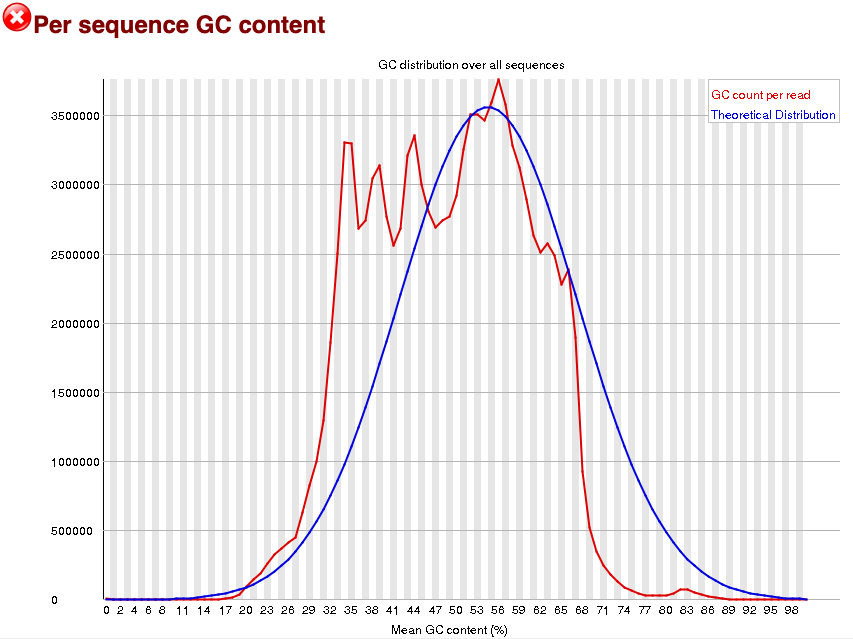 Per sequence GC content
GC distribution over all sequences
GC count per read
Theoretical Distribution
3500000
3000000
2500000
2000000
1500000
1000000
500000
0
0 2 4 6 8 11 14 17 20 23 26 29 32 35 38 41 44 47 50 53 56 59 62 65 68 71 74 77 80 83 86 89 92 95 98
Mean GC content (%)